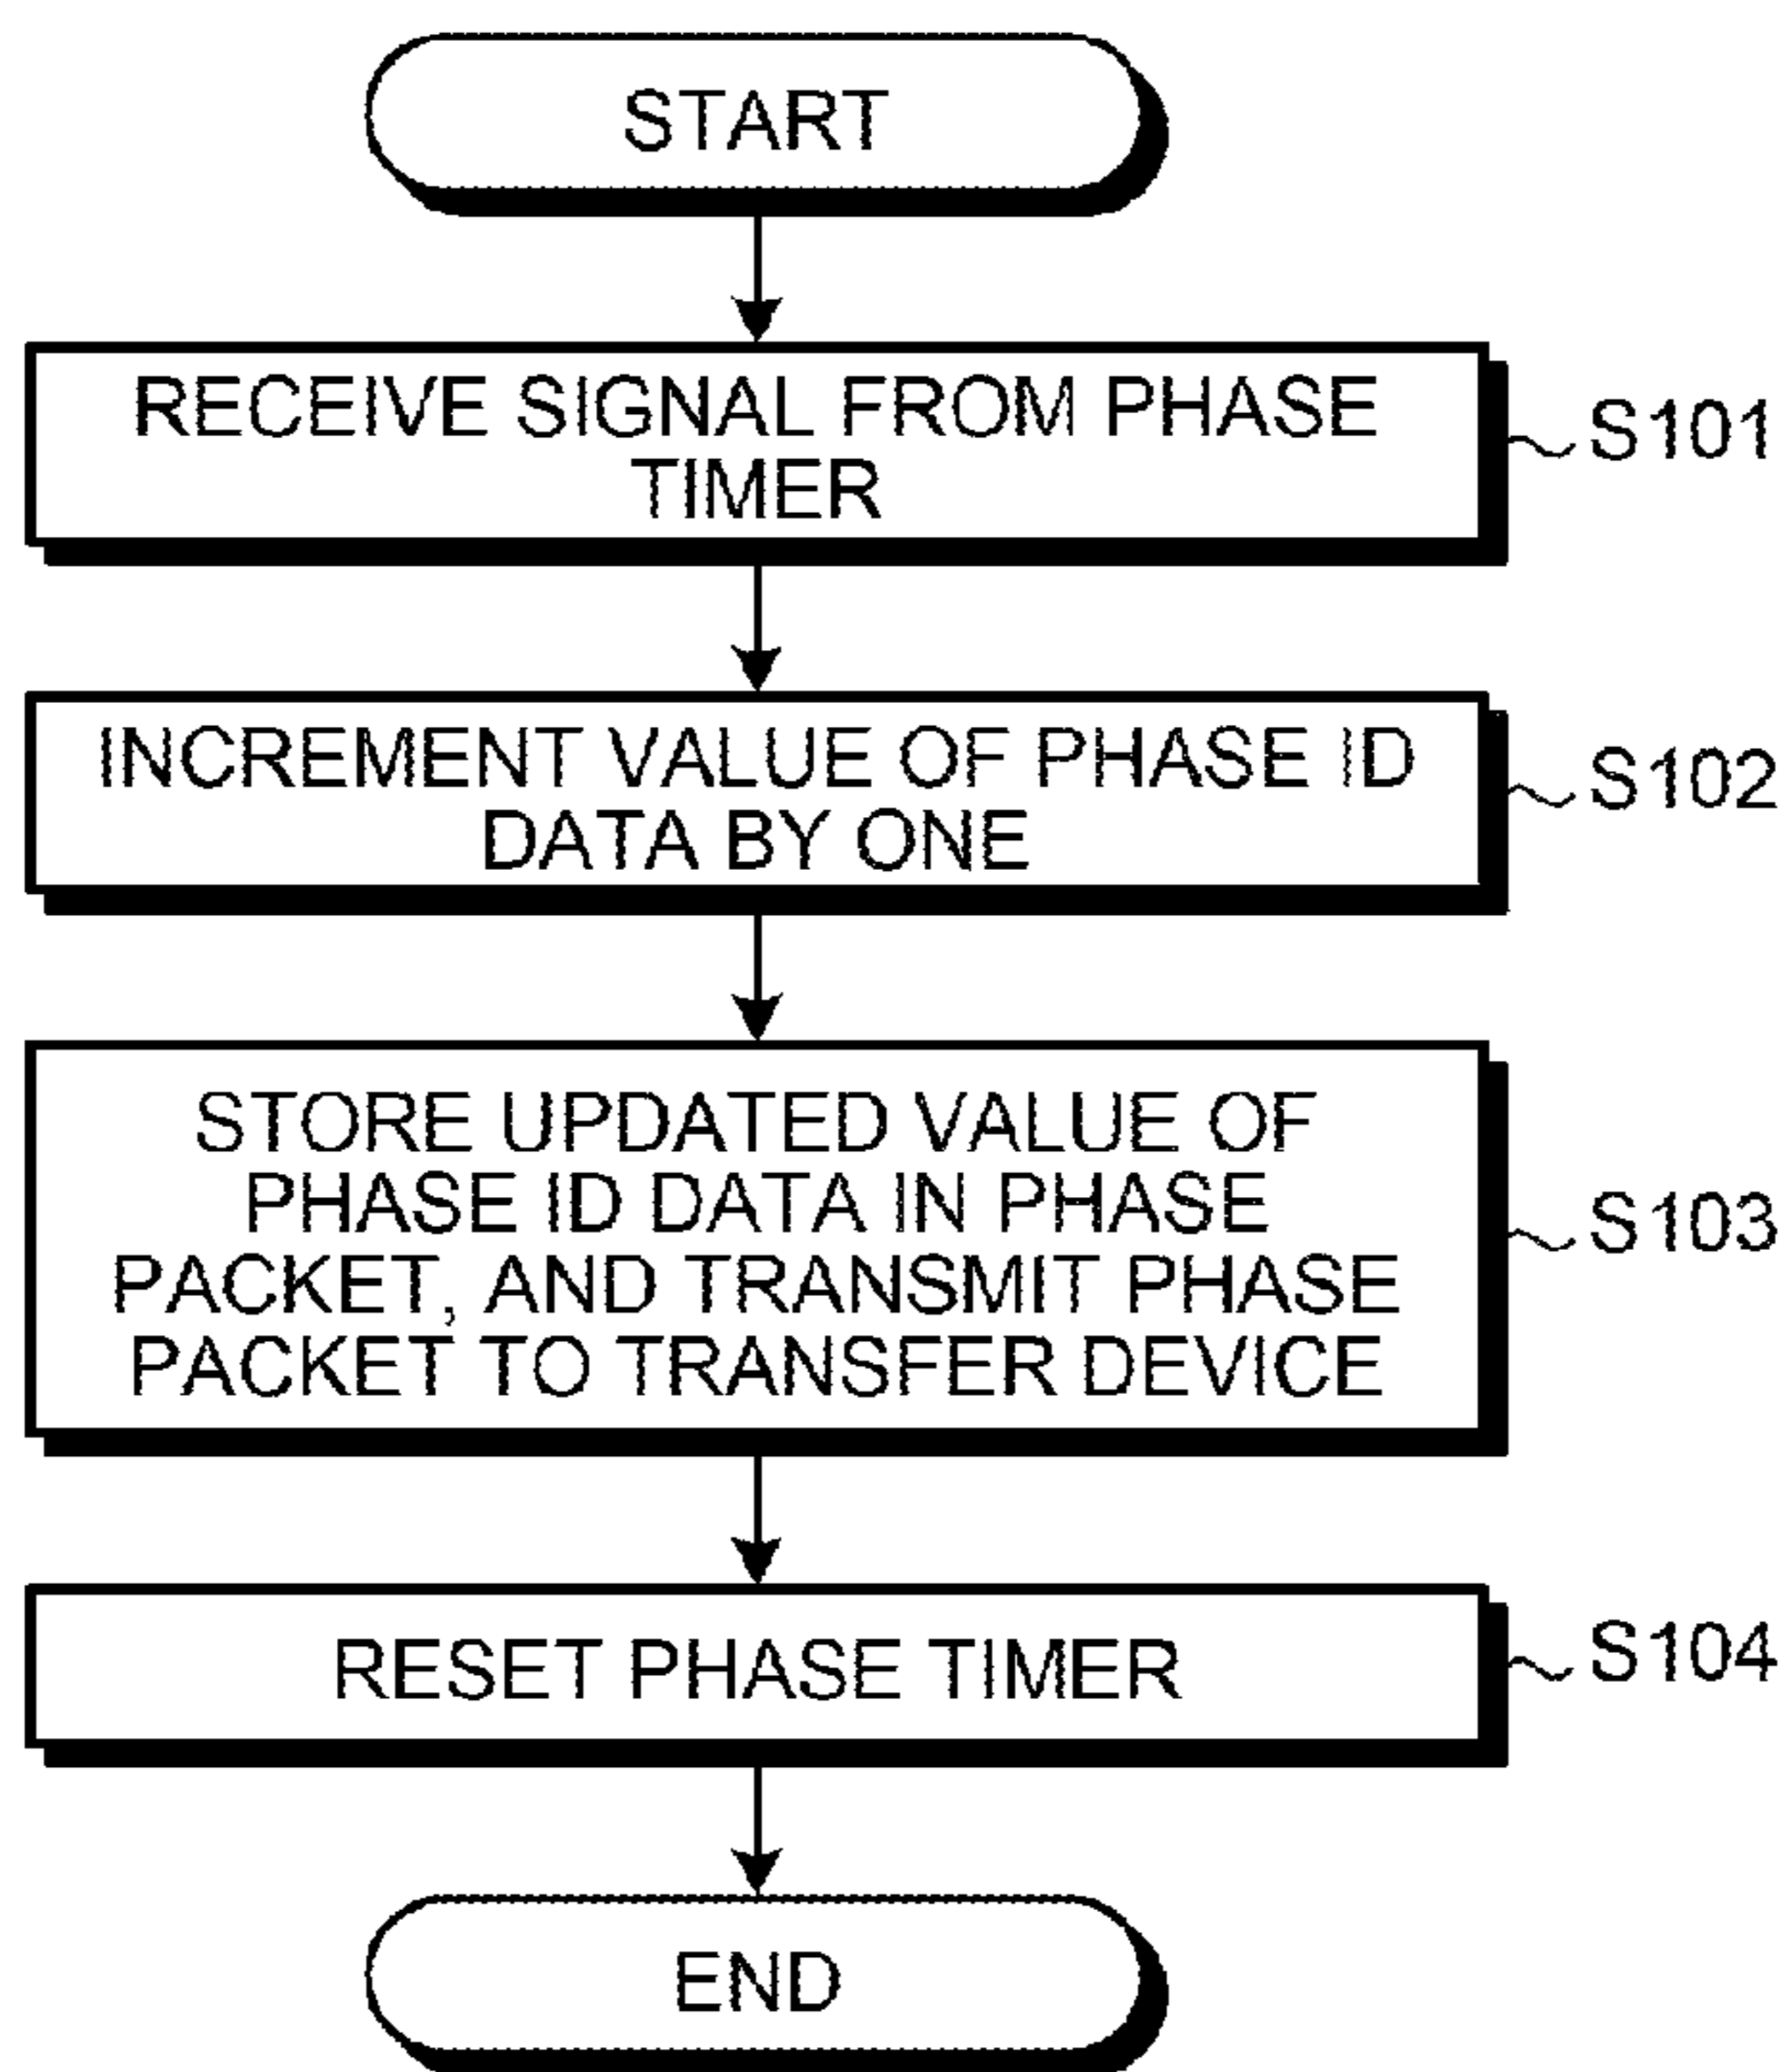 START
RECEIVE SIGNAL FROM PHASE
TIMER
S101
INCREMENT VALUE OF PHASE ID
DATA BY ONE
S102
STORE UPDATED VALUE OF
PHASE ID DATA IN PHASE
PACKET, AND TRANSMIT PHASE
PACKET TO TRANSFER DEVICE
S103
RESET PHASE TIMER
S104
END